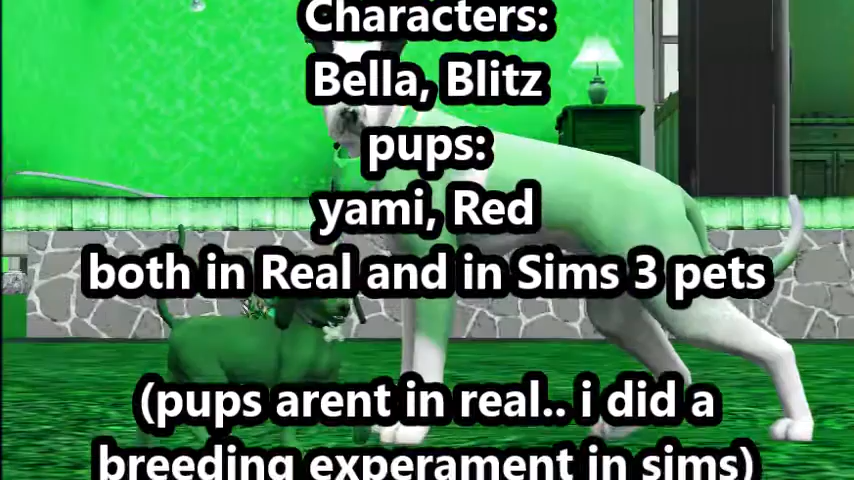 Characters:
Bella, Blitz
pups:
yami, Red
both in Real and in Sims 3 pets
(pups arent in real.. i did a
breeding experament in sims)